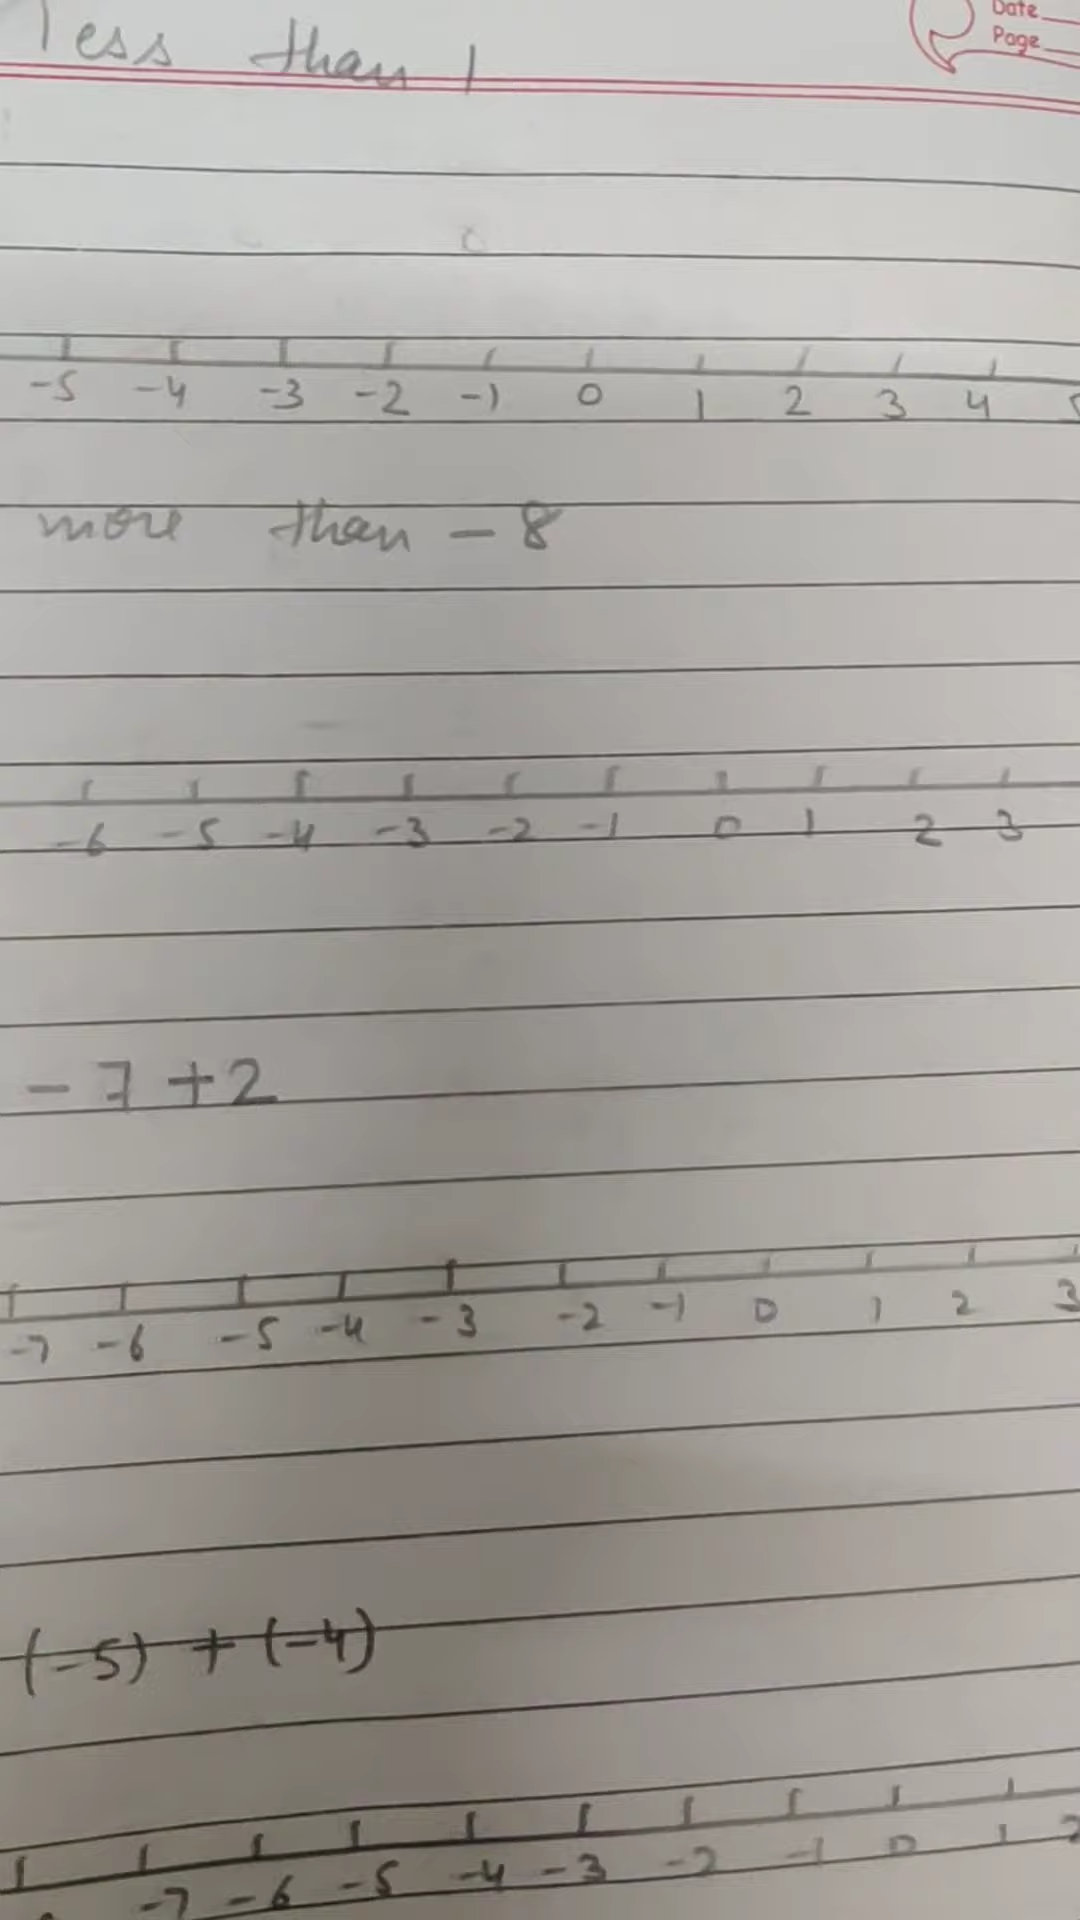 Date
Page
less than 1
-5 -4 -3 -2 -1 0 1 2 3 4
more than -8
-6 -5 -4 -3 -2 -1 0 1 2 3
-7 +2
-7 -6 -5 -4 -3 -2 -1 0 1 2 3
(-5) + (-4)
-7 -6 -5 -4 -3 -2 -1 0 1 2